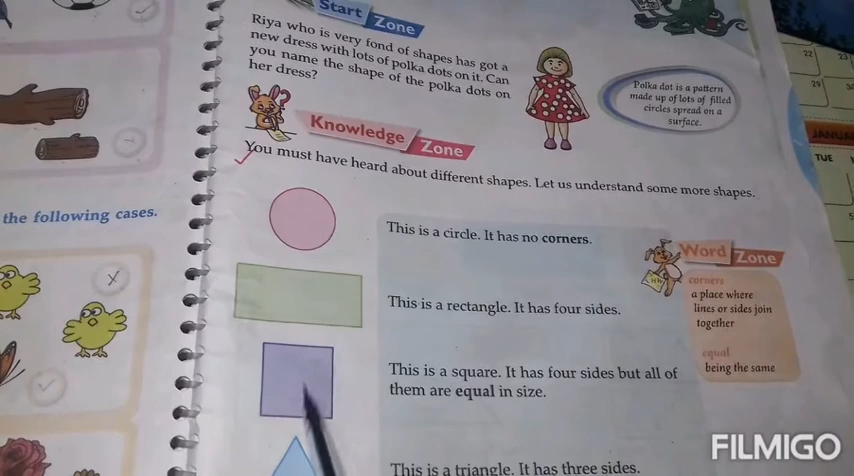 Start Zone
Riya who is very fond of shapes has got a
new dress with lots of polka dots on it. Can
you name the shape of the polka dots on
her dress?
Polka dot is a pattern
made up of lots of filled
circles spread on a
surface.
Knowledge Zone
You must have heard about different shapes. Let us understand some more shapes.
the following cases.
This is a circle. It has no corners.
This is a rectangle. It has four sides.
This is a square. It has four sides but all of
them are equal in size.
This is a triangle. It has three sides.
Word Zone
corners
a place where
lines or sides join
together
equal
being the same
22
23
29
JANUAR
TUE
FILMIGO